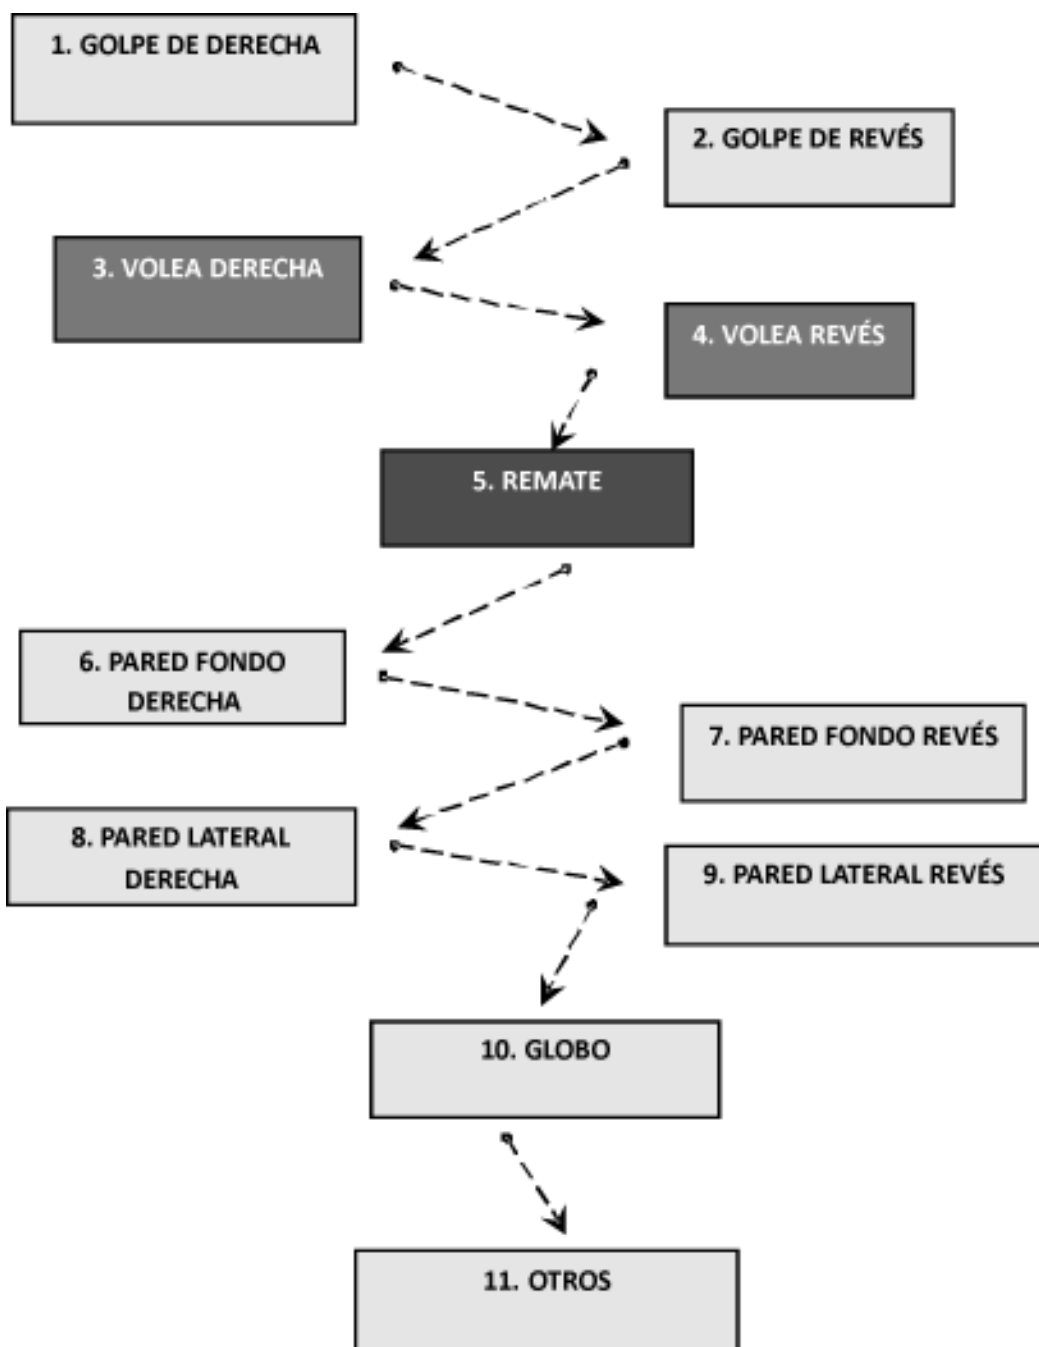 1. GOLPE DE DERECHA
2. GOLPE DE REVÉS
3. VOLEA DERECHA
4. VOLEA REVÉS
5. REMATE
6. PARED FONDO
DERECHA
7. PARED FONDO REVÉS
8. PARED LATERAL
DERECHA
9. PARED LATERAL REVÉS
10. GLOBO
11. OTROS